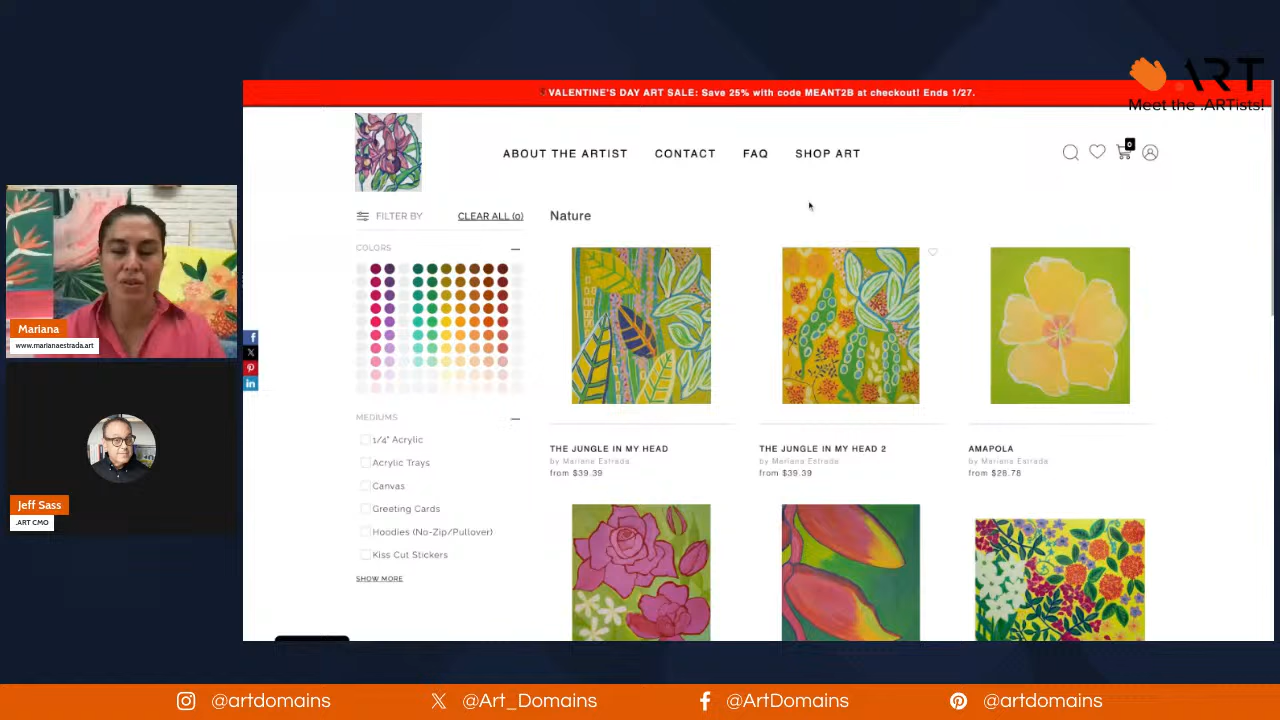 VALENTINE'S DAY ART SALE: Save 25% with code MEANT2B at checkout! Ends 1/27.
.ART
Meet the .ARTists!
ABOUT THE ARTIST
CONTACT
FAQ
SHOP ART
0
FILTER BY
CLEAR ALL (0)
Nature
COLORS
Mariana
www.marianaestrada.art
MEDIUMS
1/4" Acrylic
Acrylic Trays
Canvas
Greeting Cards
Hoodies (No-Zip/Pullover)
Kiss Cut Stickers
SHOW MORE
THE JUNGLE IN MY HEAD
by Mariana Estrada
from $39.39
THE JUNGLE IN MY HEAD 2
by Mariana Estrada
from $39.39
AMAPOLA
by Mariana Estrada
from $28.78
Jeff Sass
.ART CMO
@artdomains
@Art_Domains
@ArtDomains
@artdomains